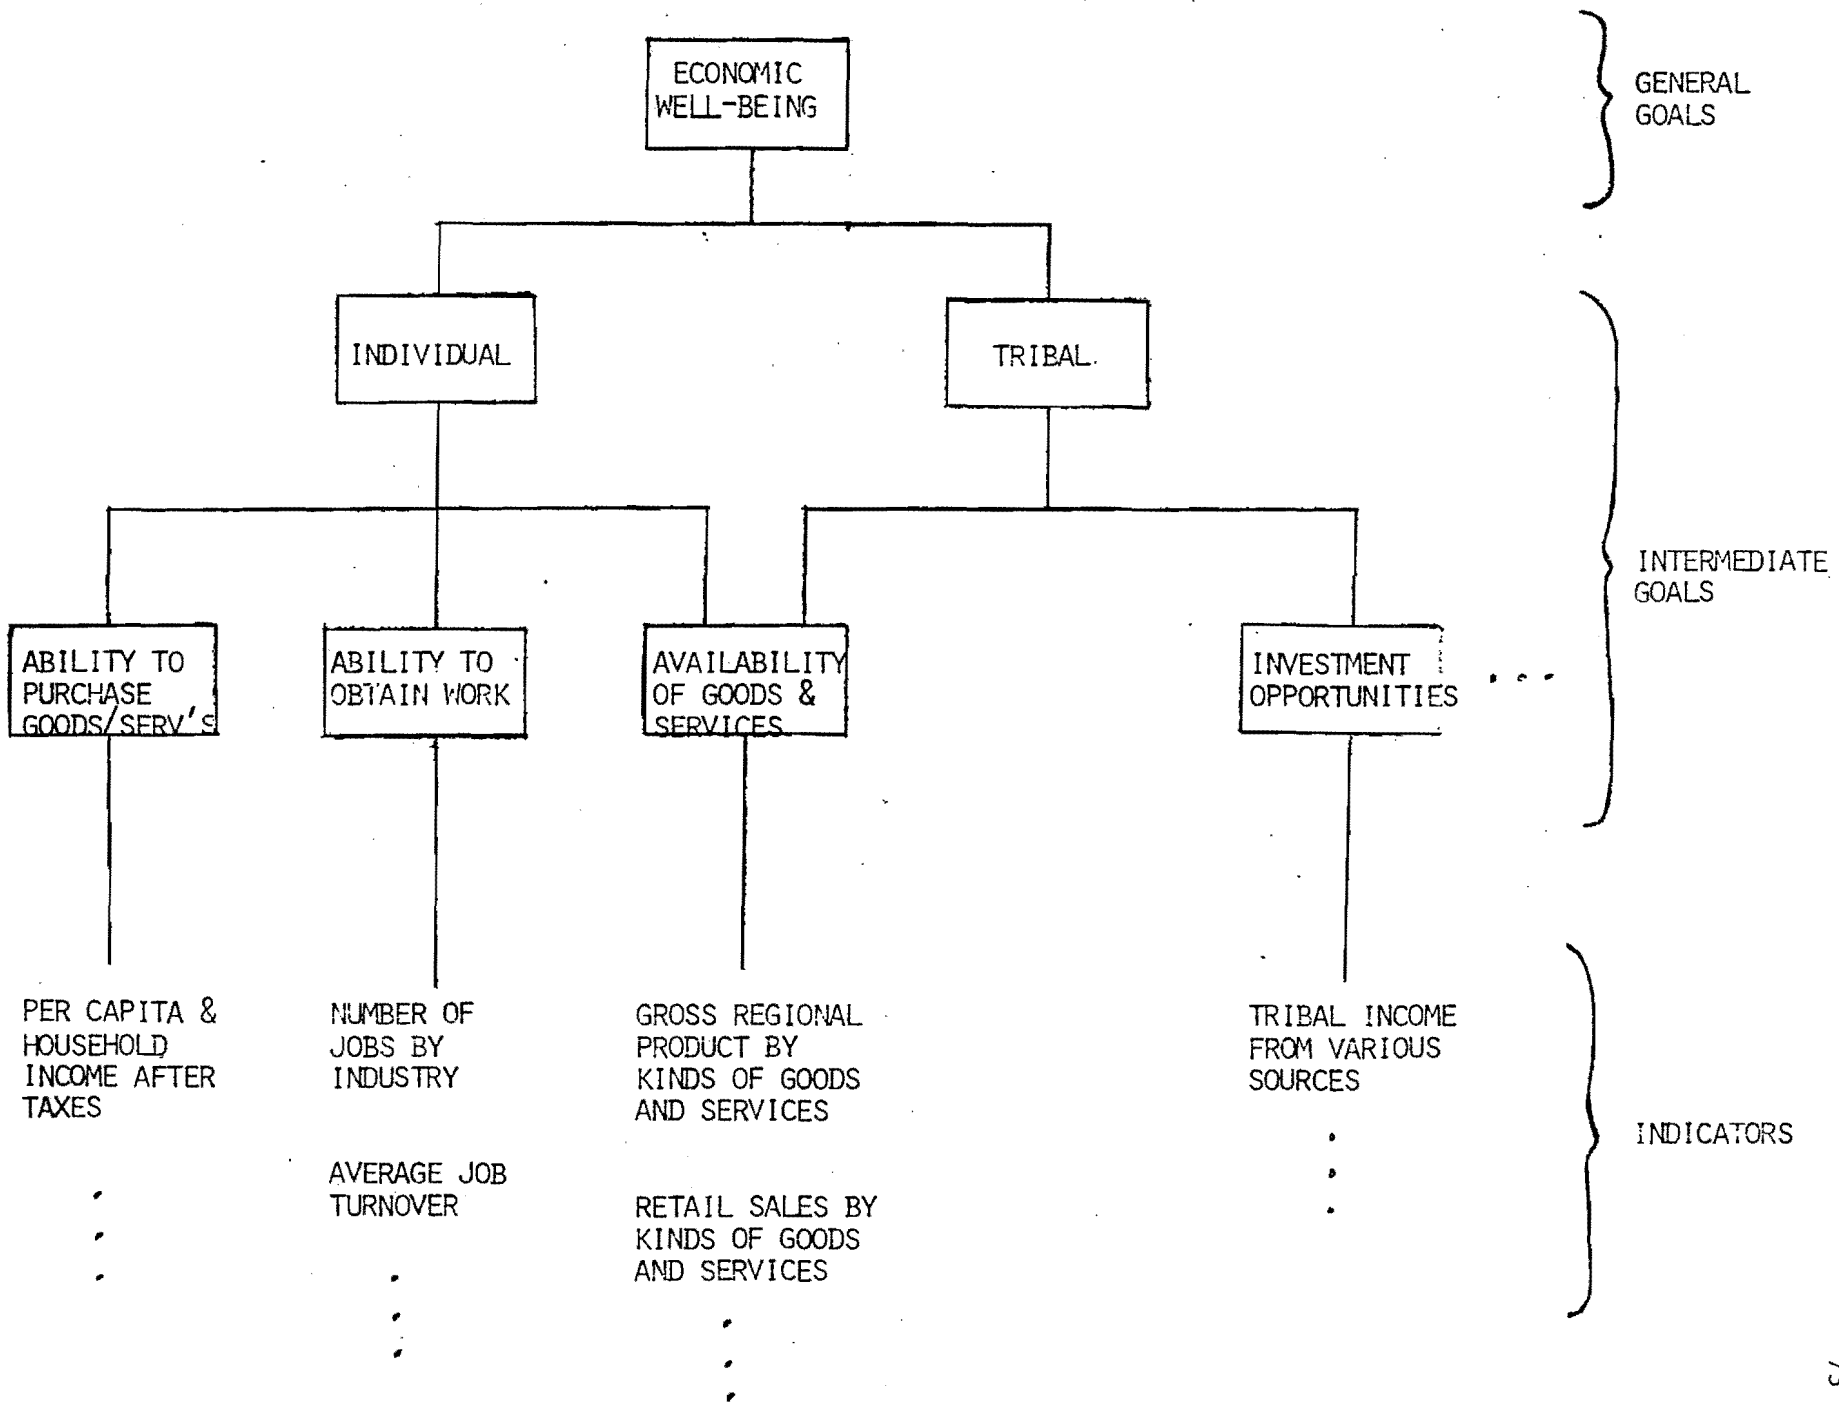 ECONOMIC
WELL-BEING
GENERAL
GOALS
INDIVIDUAL
TRIBAL
INTERMEDIATE
GOALS
ABILITY TO
PURCHASE
GOODS/SERV'S
ABILITY TO
OBTAIN WORK
AVAILABILITY
OF GOODS &
SERVICES
INVESTMENT
OPPORTUNITIES
. . .
PER CAPITA &
HOUSEHOLD
INCOME AFTER
TAXES
NUMBER OF
JOBS BY
INDUSTRY
AVERAGE JOB
TURNOVER
GROSS REGIONAL
PRODUCT BY
KINDS OF GOODS
AND SERVICES
RETAIL SALES BY
KINDS OF GOODS
AND SERVICES
TRIBAL INCOME
FROM VARIOUS
SOURCES
INDICATORS